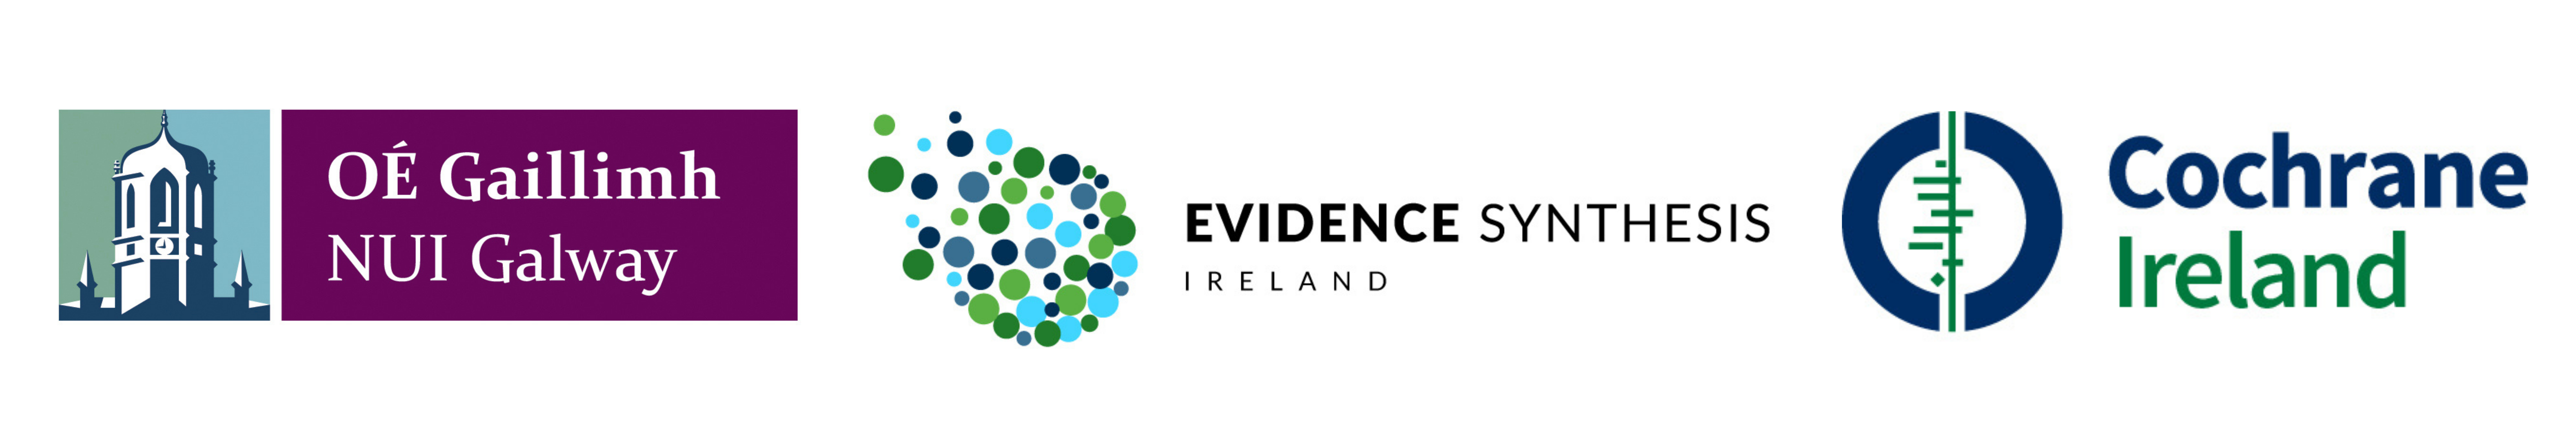 OÉ Gaillimh
NUI Galway
EVIDENCE SYNTHESIS
IRELAND
Cochrane
Ireland